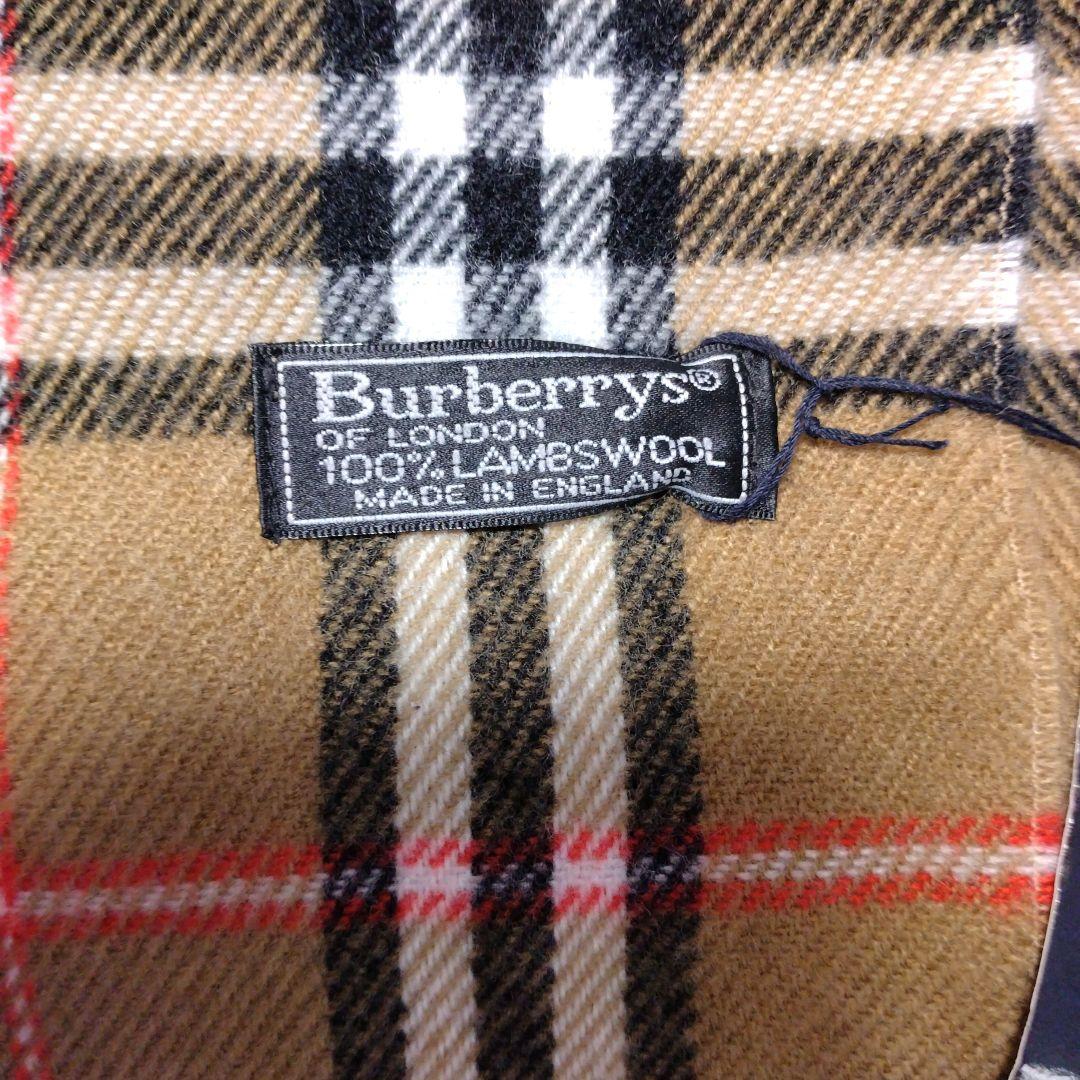 Burberrys®
OF LONDON
100% LAMBSWOOL
MADE IN ENGLAND